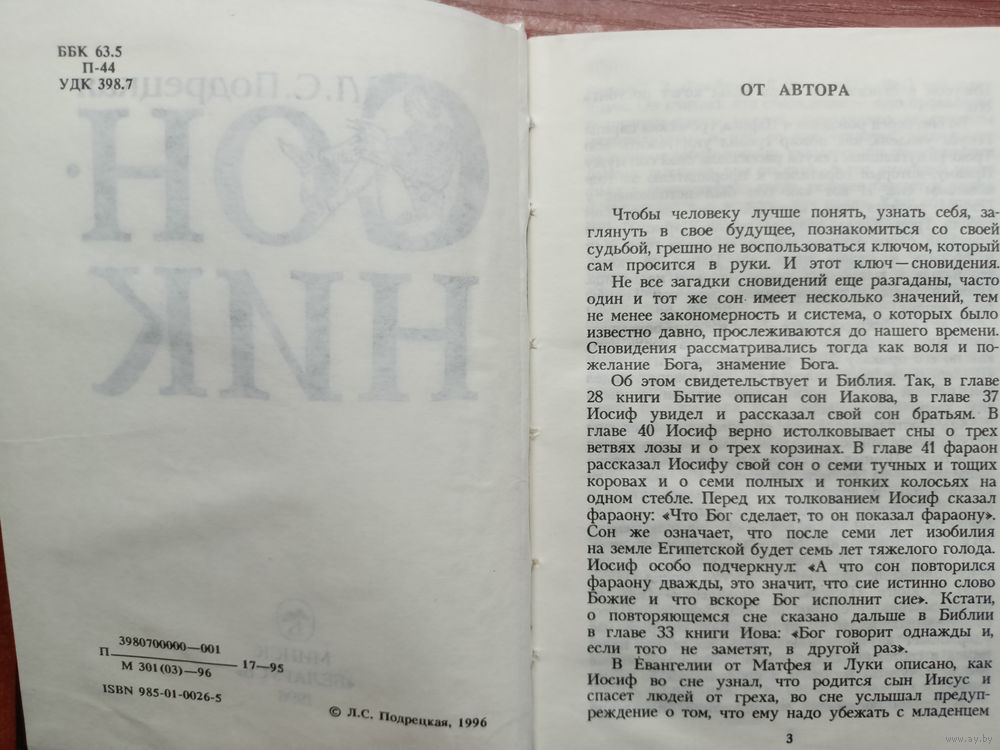 ББК 63.5
П-44
УДК 398.7
Л.С. Подрецкая
СОН·
НИК
3980700000—001
П———— 17—95
М 301(03)—96
ISBN 985-01-0026-5
МИНСК
© Л.С. Подрецкая, 1996
ОТ АВТОРА
Чтобы человеку лучше понять, узнать себя, за-
глянуть в свое будущее, познакомиться со своей
судьбой, грешно не воспользоваться ключом, который
сам просится в руки. И этот ключ — сновидения.
Не все загадки сновидений еще разгаданы, часто
один и тот же сон имеет несколько значений, тем
не менее закономерность и система, о которых было
известно давно, прослеживаются до нашего времени.
Сновидения рассматривались тогда как воля и по-
желание Бога, знамение Бога.
Об этом свидетельствует и Библия. Так, в главе
28 книги Бытие описан сон Иакова, в главе 37
Иосиф увидел и рассказал свой сон братьям. В
главе 40 Иосиф верно истолковывает сны о трех
ветвях лозы и о трех корзинах. В главе 41 фараон
рассказал Иосифу свой сон о семи тучных и тощих
коровах и о семи полных и тонких колосьях на
одном стебле. Перед их толкованием Иосиф сказал
фараону: «Что Бог сделает, то он показал фараону».
Сон же означает, что после семи лет изобилия
на земле Египетской будет семь лет тяжелого голода.
Иосиф особо подчеркнул: «А что сон повторился
фараону дважды, это значит, что сие истинно слово
Божие и что вскоре Бог исполнит сие». Кстати,
о повторяющемся сне сказано дальше в Библии
в главе 33 книги Иова: «Бог говорит однажды и,
если того не заметят, в другой раз».
В Евангелии от Матфея и Луки описано, как
Иосиф во сне узнал, что родится сын Иисус и
спасет людей от греха, во сне услышал предуп-
реждение о том, что ему надо убежать с младенцем
3
www.ay.by